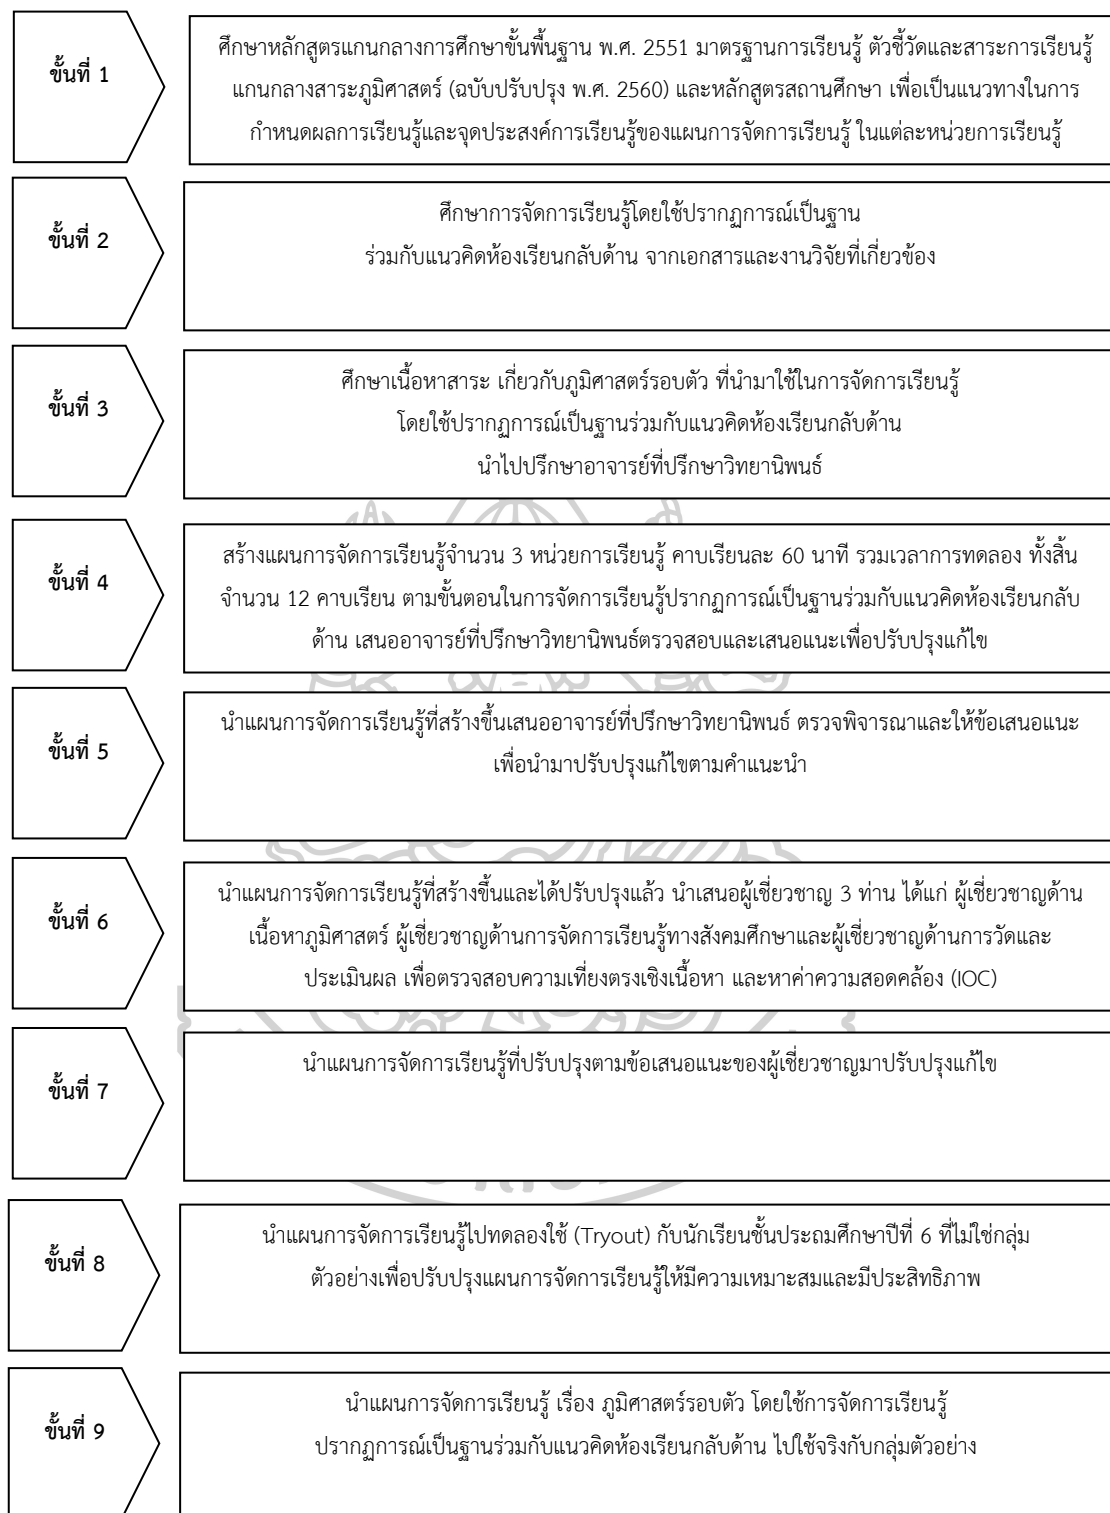 ขั้นที่ 1
ศึกษาหลักสูตรแกนกลางการศึกษาขั้นพื้นฐาน พ.ศ. 2551 มาตรฐานการเรียนรู้ ตัวชี้วัดและสาระการเรียนรู้
แกนกลางสาระภูมิศาสตร์ (ฉบับปรับปรุง พ.ศ. 2560) และหลักสูตรสถานศึกษา เพื่อเป็นแนวทางในการ
กำหนดผลการเรียนรู้และจุดประสงค์การเรียนรู้ของแผนการจัดการเรียนรู้ ในแต่ละหน่วยการเรียนรู้
ขั้นที่ 2
ศึกษาการจัดการเรียนรู้โดยใช้ปรากฏการณ์เป็นฐาน
ร่วมกับแนวคิดห้องเรียนกลับด้าน จากเอกสารและงานวิจัยที่เกี่ยวข้อง
ขั้นที่ 3
ศึกษาเนื้อหาสาระ เกี่ยวกับภูมิศาสตร์รอบตัว ที่นำมาใช้ในการจัดการเรียนรู้
โดยใช้ปรากฏการณ์เป็นฐานร่วมกับแนวคิดห้องเรียนกลับด้าน
นำไปปรึกษาอาจารย์ที่ปรึกษาวิทยานิพนธ์
ขั้นที่ 4
สร้างแผนการจัดการเรียนรู้จำนวน 3 หน่วยการเรียนรู้ คาบเรียนละ 60 นาที รวมเวลาการทดลอง ทั้งสิ้น
จำนวน 12 คาบเรียน ตามขั้นตอนในการจัดการเรียนรู้ปรากฏการณ์เป็นฐานร่วมกับแนวคิดห้องเรียนกลับ
ด้าน เสนออาจารย์ที่ปรึกษาวิทยานิพนธ์ตรวจสอบและเสนอแนะเพื่อปรับปรุงแก้ไข
ขั้นที่ 5
นำแผนการจัดการเรียนรู้ที่สร้างขึ้นเสนออาจารย์ที่ปรึกษาวิทยานิพนธ์ ตรวจพิจารณาและให้ข้อเสนอแนะ
เพื่อนำมาปรับปรุงแก้ไขตามคำแนะนำ
ขั้นที่ 6
นำแผนการจัดการเรียนรู้ที่สร้างขึ้นและได้ปรับปรุงแล้ว นำเสนอผู้เชี่ยวชาญ 3 ท่าน ได้แก่ ผู้เชี่ยวชาญด้าน
เนื้อหาภูมิศาสตร์ ผู้เชี่ยวชาญด้านการจัดการเรียนรู้ทางสังคมศึกษาและผู้เชี่ยวชาญด้านการวัดและ
ประเมินผล เพื่อตรวจสอบความเที่ยงตรงเชิงเนื้อหา และหาค่าความสอดคล้อง (IOC)
ขั้นที่ 7
นำแผนการจัดการเรียนรู้ที่ปรับปรุงตามข้อเสนอแนะของผู้เชี่ยวชาญมาปรับปรุงแก้ไข
ขั้นที่ 8
นำแผนการจัดการเรียนรู้ไปทดลองใช้ (Tryout) กับนักเรียนชั้นประถมศึกษาปีที่ 6 ที่ไม่ใช่กลุ่ม
ตัวอย่างเพื่อปรับปรุงแผนการจัดการเรียนรู้ให้มีความเหมาะสมและมีประสิทธิภาพ
ขั้นที่ 9
นำแผนการจัดการเรียนรู้ เรื่อง ภูมิศาสตร์รอบตัว โดยใช้การจัดการเรียนรู้
ปรากฏการณ์เป็นฐานร่วมกับแนวคิดห้องเรียนกลับด้าน ไปใช้จริงกับกลุ่มตัวอย่าง